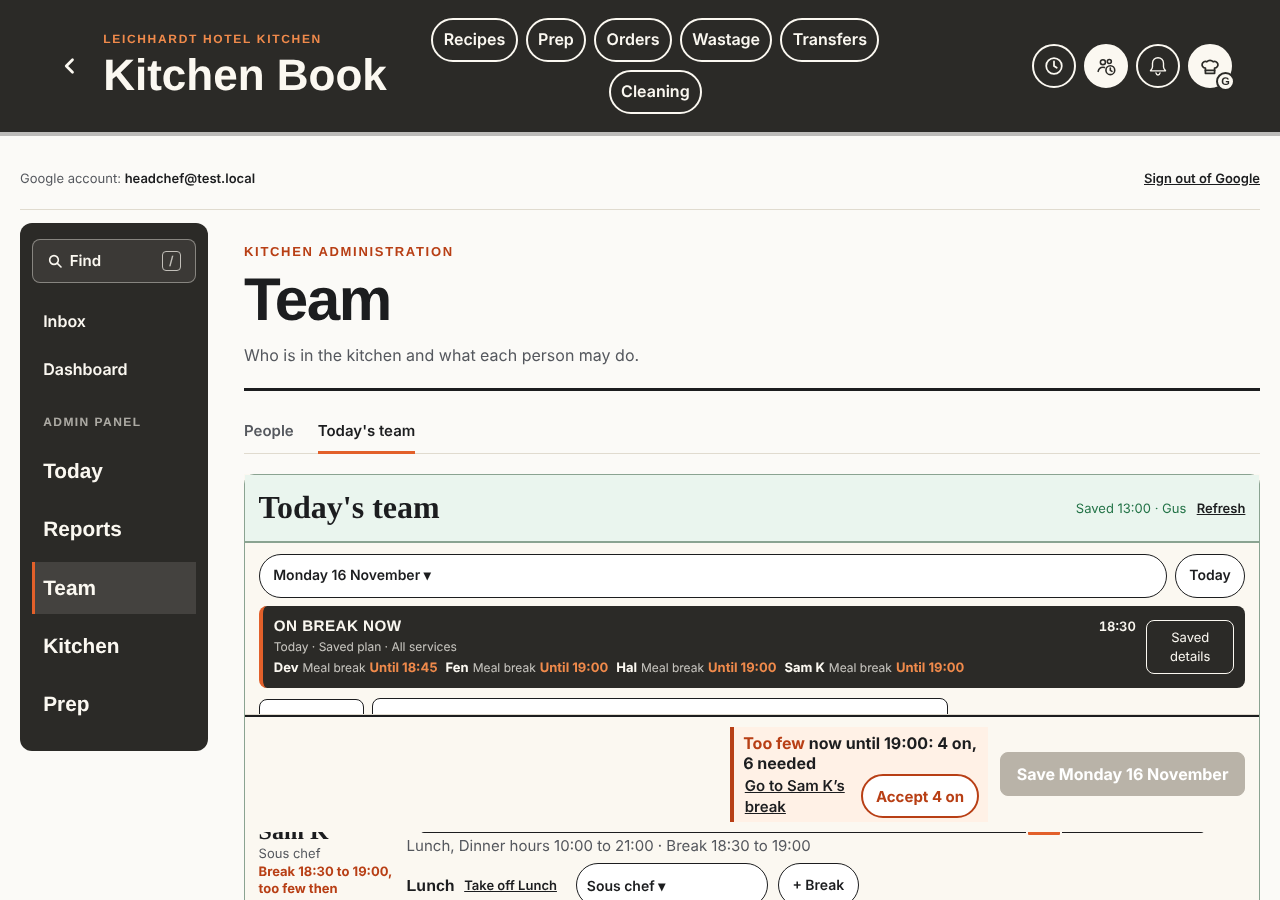 LEICHHARDT HOTEL KITCHEN
Kitchen Book
Recipes
Prep
Orders
Wastage
Transfers
Cleaning
G
Google account: headchef@test.local
Sign out of Google
Find
/
Inbox
Dashboard
ADMIN PANEL
Today
Reports
Team
Kitchen
Prep
KITCHEN ADMINISTRATION
Team
Who is in the kitchen and what each person may do.
People
Today's team
Today's team
Saved 13:00 · Gus
Refresh
Monday 16 November ▾
Today
ON BREAK NOW
18:30
Today · Saved plan · All services
Dev Meal break Until 18:45 Fen Meal break Until 19:00 Hal Meal break Until 19:00 Sam K Meal break Until 19:00
Saved
details
Too few now until 19:00: 4 on,
6 needed
Go to Sam K’s
break
Accept 4 on
Save Monday 16 November
Sam K
Sous chef
Break 18:30 to 19:00,
too few then
Lunch, Dinner hours 10:00 to 21:00 · Break 18:30 to 19:00
Lunch
Take off Lunch
Sous chef ▾
+ Break